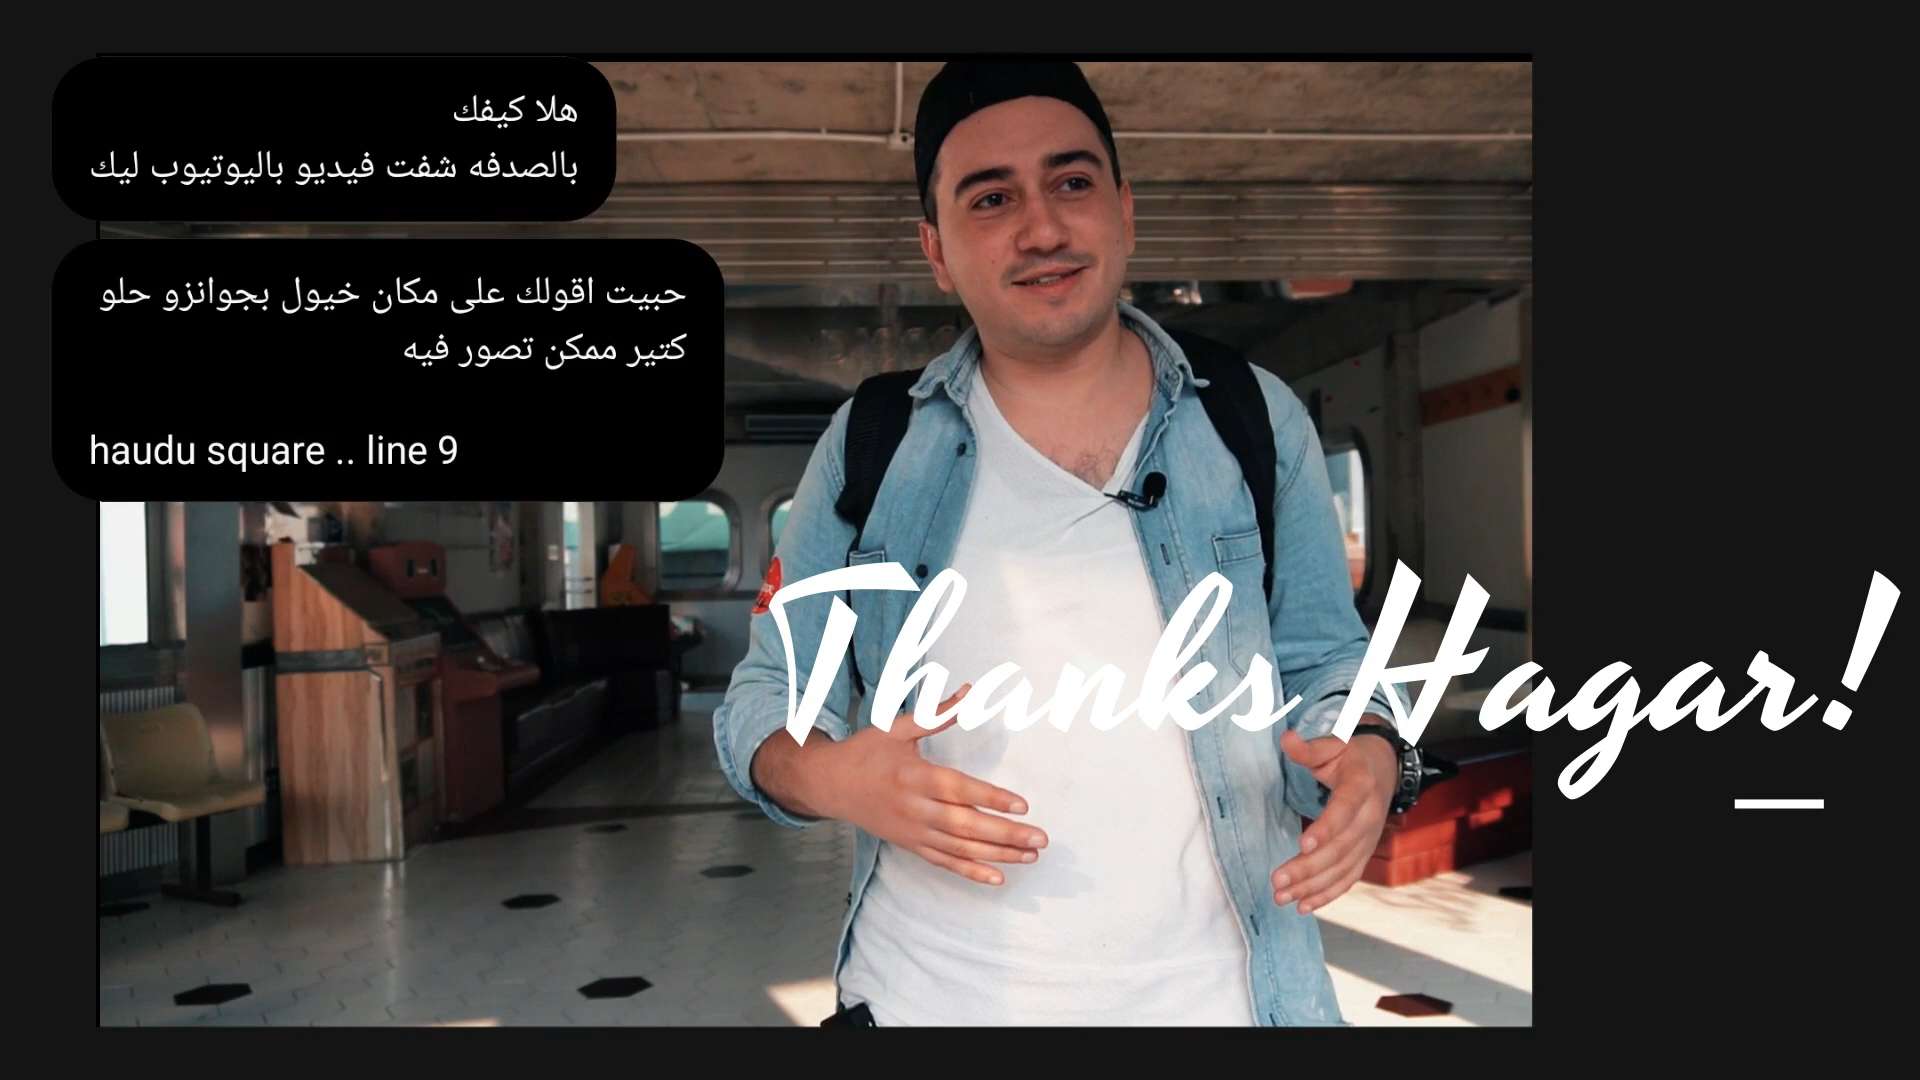 هلا كيفك
بالصدفه شفت فيديو باليوتيوب ليك
حبيت اقولك على مكان خيول بجوانزو حلو
كتير ممكن تصور فيه
haudu square .. line 9
Thanks Hagar!